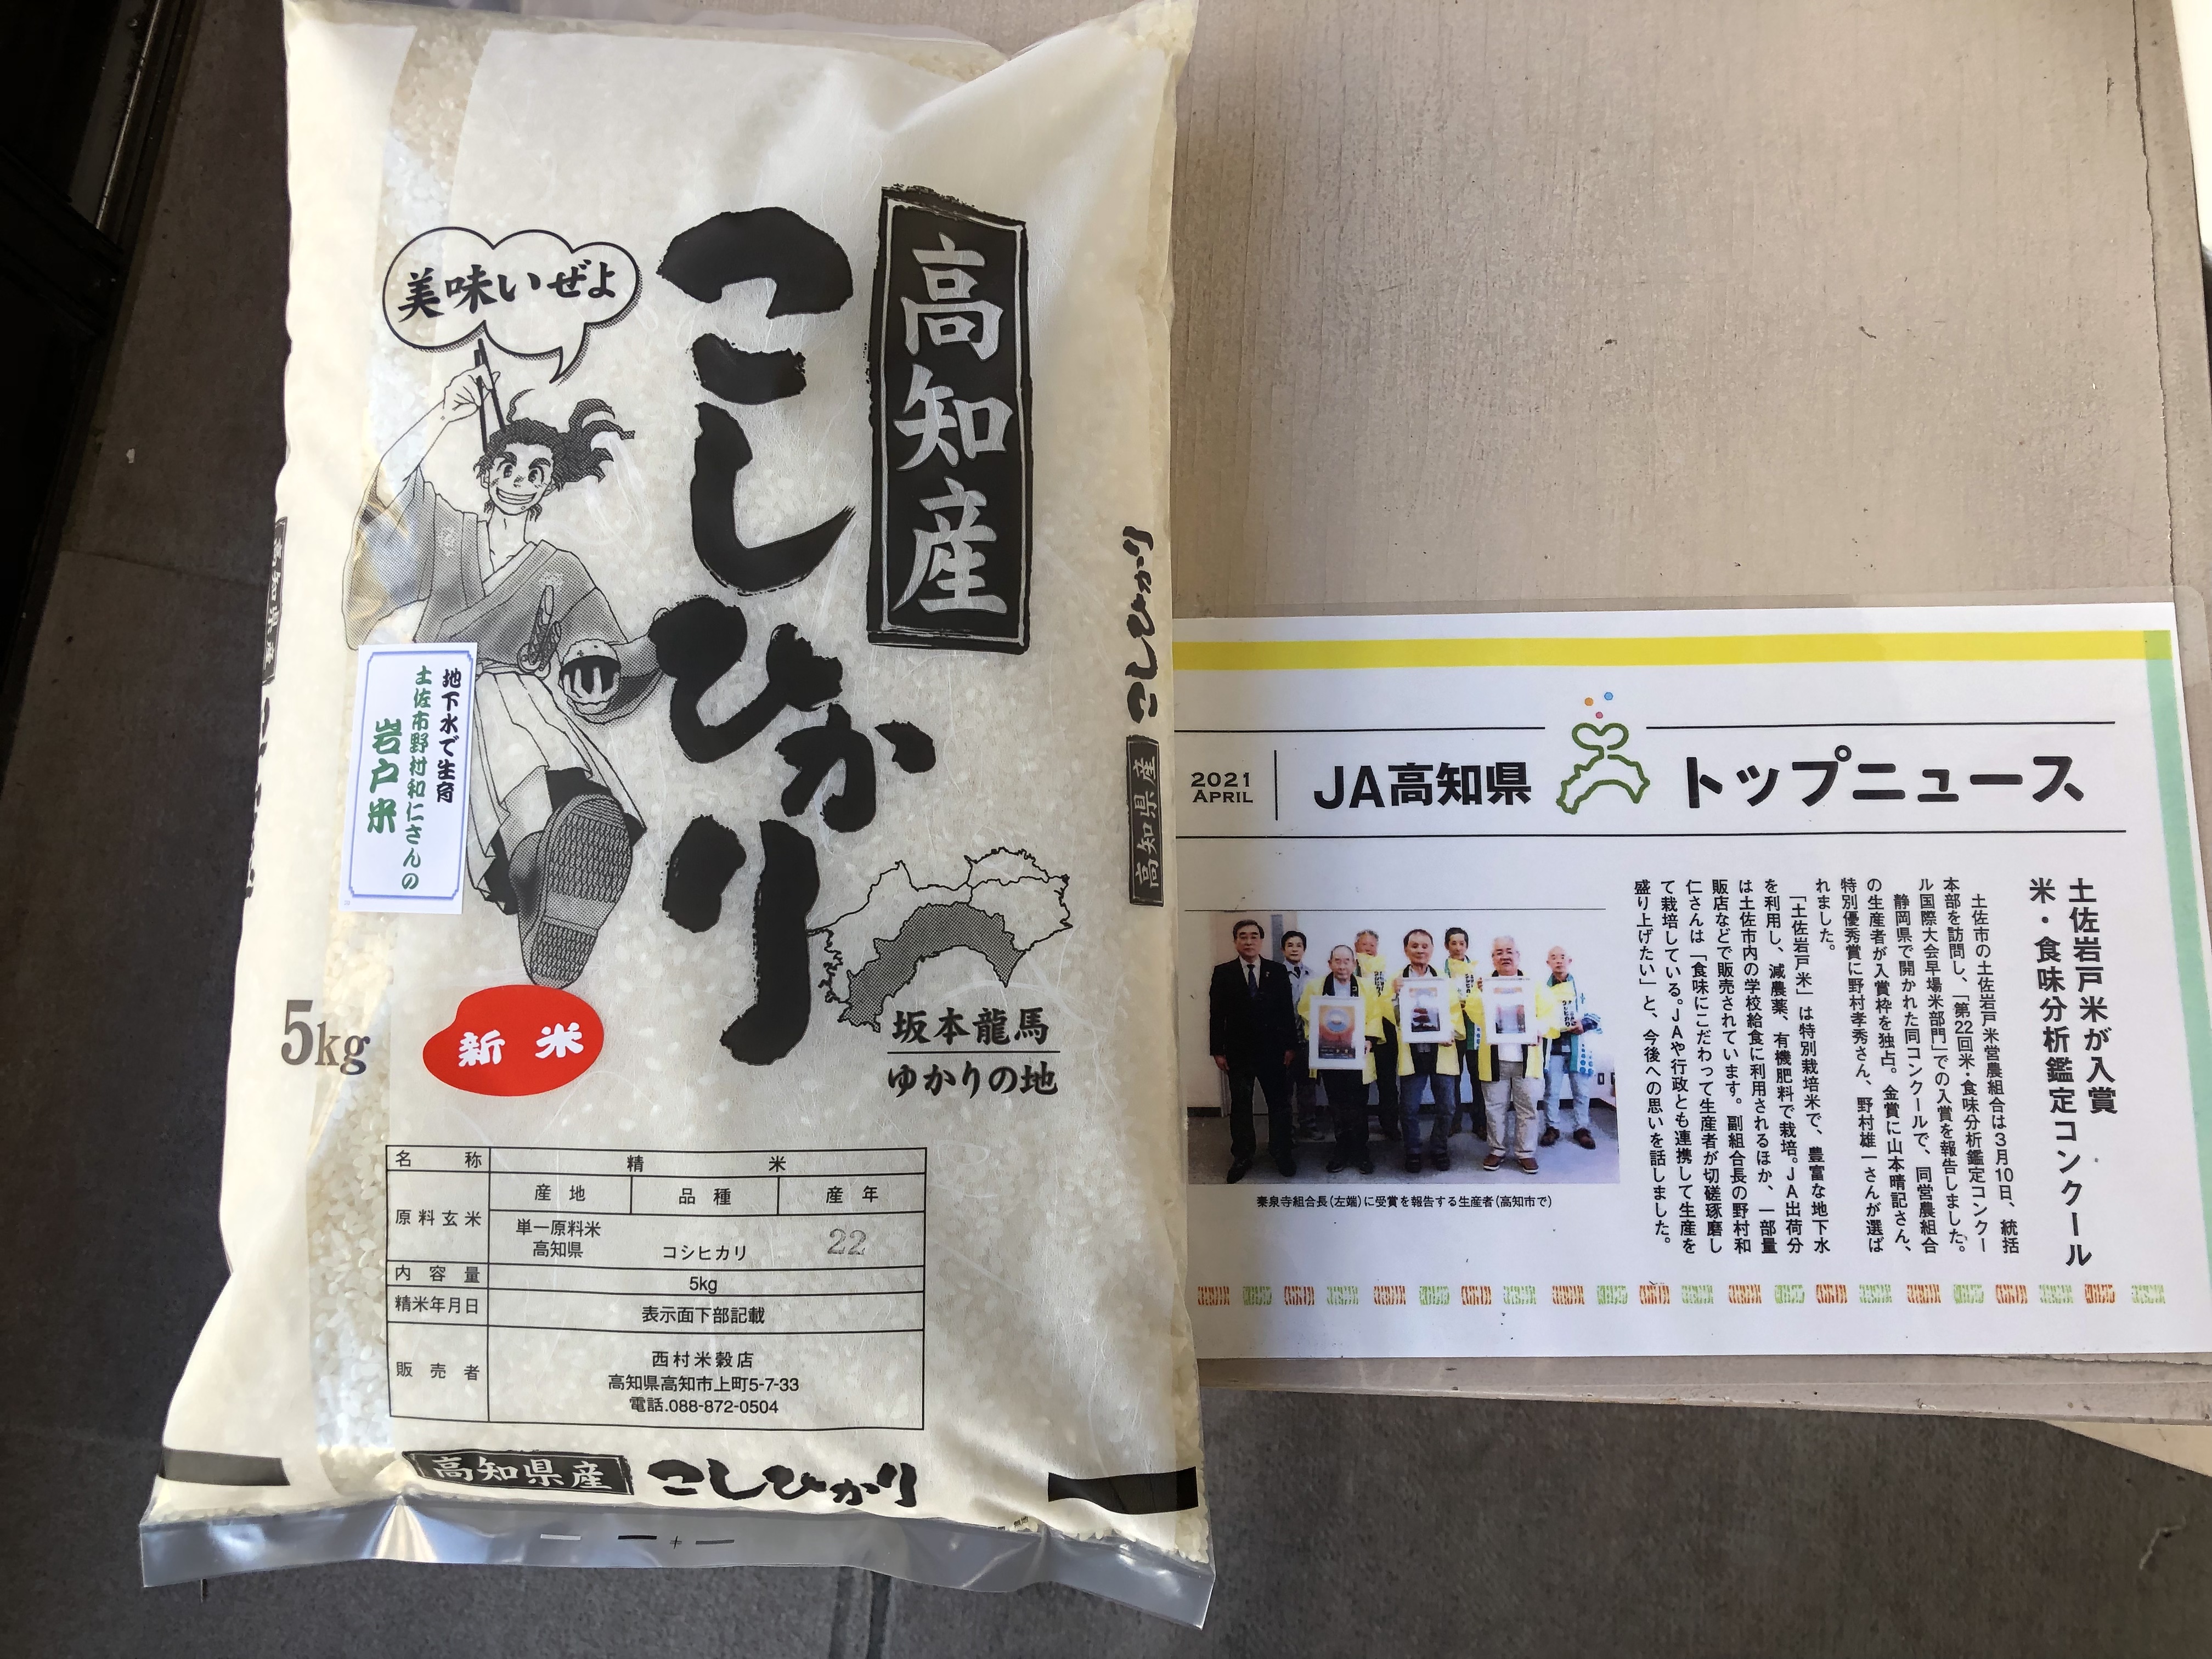 高知産
こしひかり
美味いぜよ
地下水で生育
土佐市野村和仁さんの
岩戸米
5kg
新米
坂本龍馬
ゆかりの地
名称 精米
原料玄米 産地 品種 産年
単一原料米
高知県 コシヒカリ 22
内容量 5kg
精米年月日 表示面下部記載
販売者 西村米穀店
高知県高知市上町5-7-33
電話.088-872-0504
高知県産 こしひかり
こしひかり 高知県産
高知県産
2021
APRIL
JA高知県 トップニュース
土佐岩戸米が入賞
米・食味分析鑑定コンクール
土佐市の土佐岩戸米営農組合は3月10日、統括
本部を訪問し、「第22回米・食味分析鑑定コンクー
ル国際大会早場米部門」での入賞を報告しました。
静岡県で開かれた同コンクールで、同営農組合
の生産者が入賞枠を独占。金賞に山本晴記さん、
特別優秀賞に野村孝秀さん、野村雄一さんが選ば
れました。
「土佐岩戸米」は特別栽培米で、豊富な地下水
を利用し、減農薬、有機肥料で栽培。JA出荷分
は土佐市内の学校給食に利用されるほか、一部量
販店などで販売されています。副組合長の野村和
仁さんは「食味にこだわって生産者が切磋琢磨し
て栽培している。JAや行政とも連携して生産を
盛り上げたい」と、今後への思いを話しました。
秦泉寺組合長(左端)に受賞を報告する生産者(高知市で)